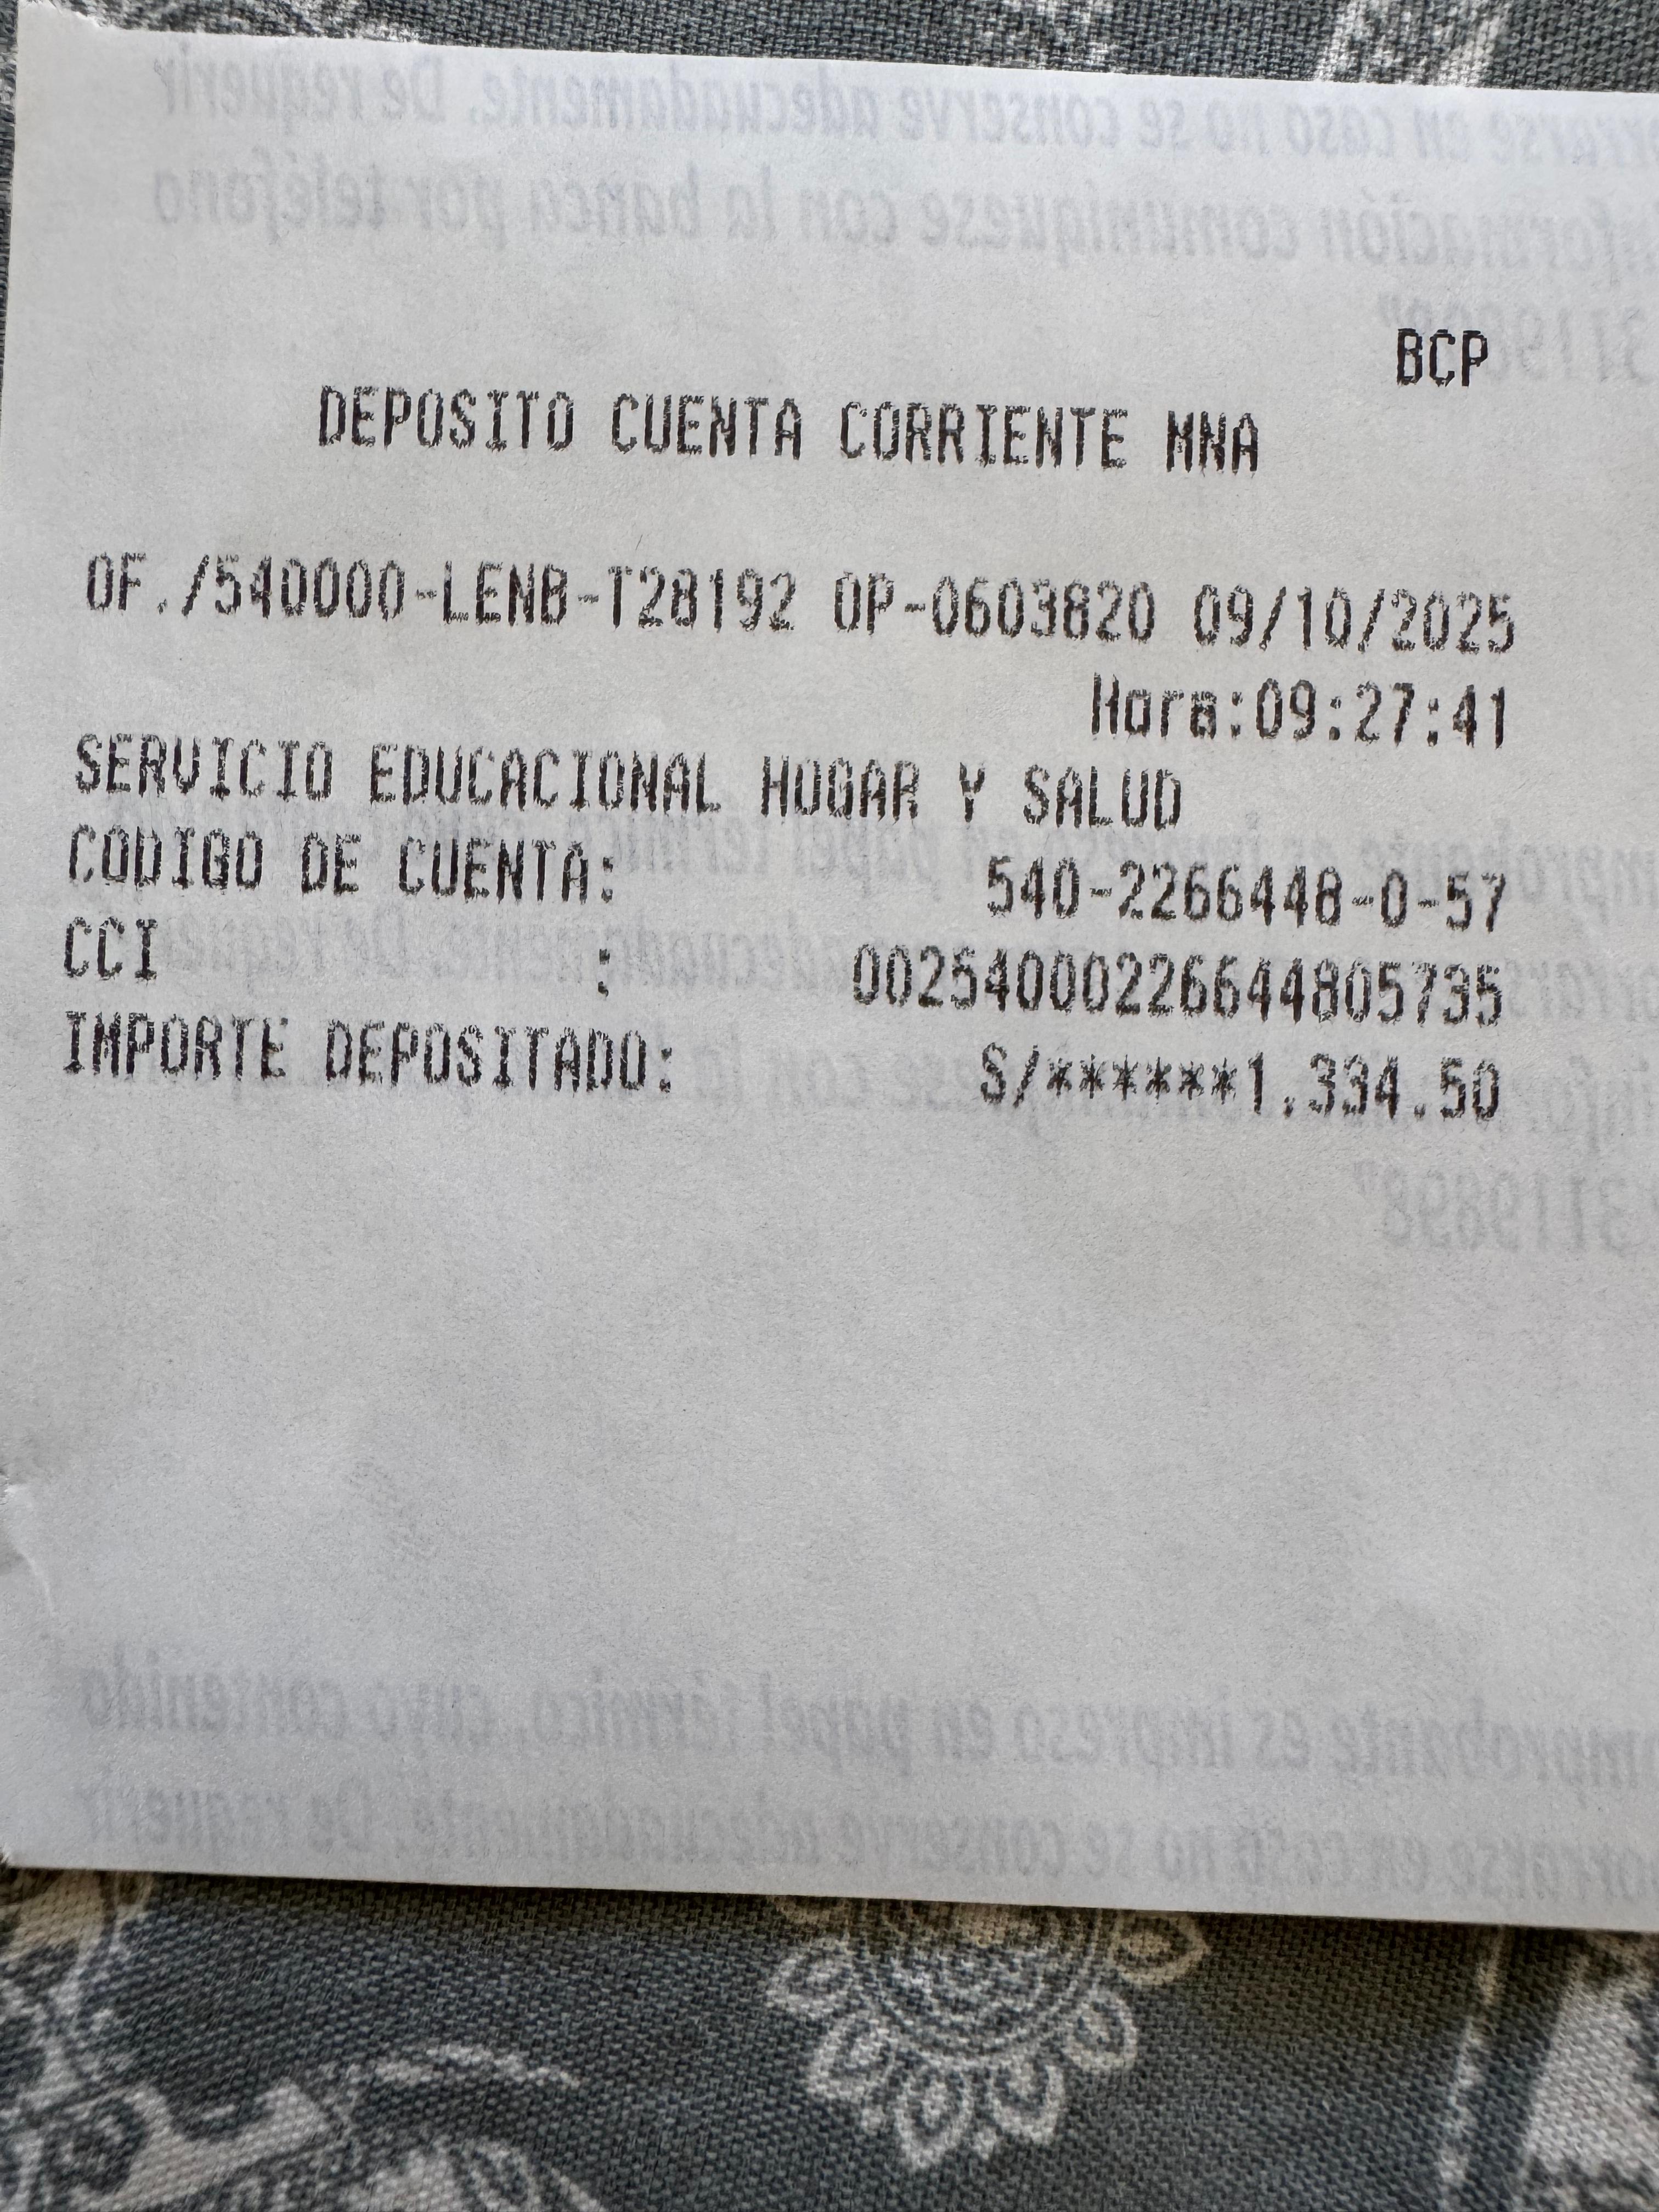 BCP
DEPOSITO CUENTA CORRIENTE MNA
OF./540000-LENB-T28192 OP-0603820 09/10/2025
Hora:09:27:41
SERVICIO EDUCACIONAL HOGAR Y SALUD
CODIGO DE CUENTA: 540-2266448-0-57
CCI : 00254000226644805735
IMPORTE DEPOSITADO: S/******1.334.50